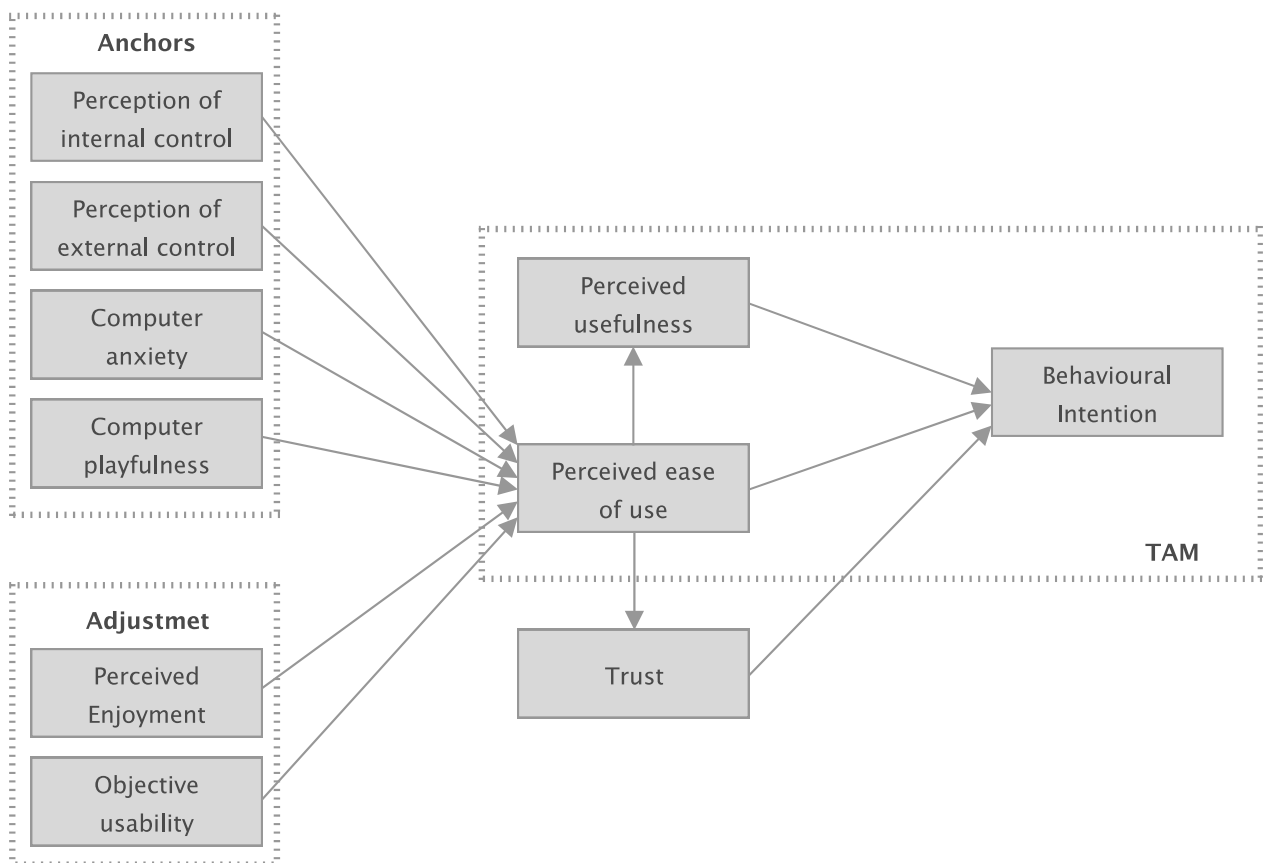 Anchors
Perception of
internal control
Perception of
external control
Computer
anxiety
Computer
playfulness
Perceived
usefulness
Behavioural
Intention
Perceived ease
of use
TAM
Adjustmet
Perceived
Enjoyment
Trust
Objective
usability